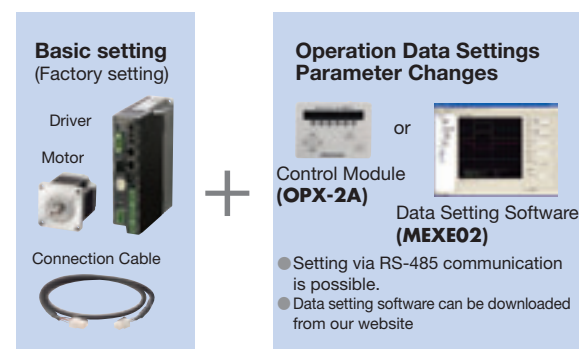 Basic setting
(Factory setting)
Driver
Motor
Connection Cable
+
Operation Data Settings
Parameter Changes
or
Control Module
(OPX-2A)
Data Setting Software
(MEXE02)
Setting via RS-485 communication
is possible.
Data setting software can be downloaded
from our website